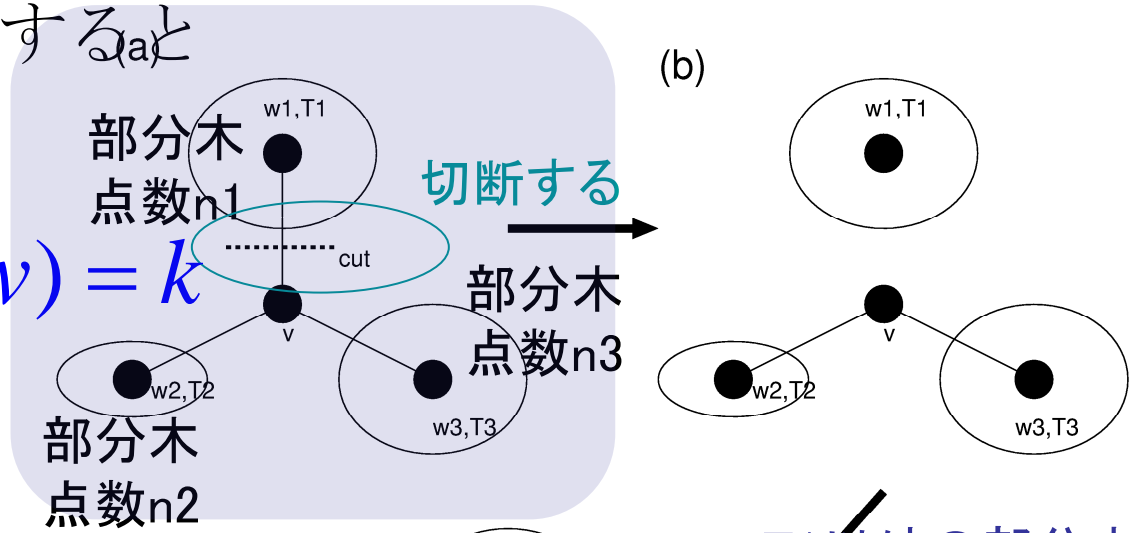 すると
(a)
(b)
w1,T1
w1,T1
部分木
点数n1
切断する
cut
v) = k
部分木
点数n3
v
v
w2,T2
w2,T2
w3,T3
w3,T3
部分木
点数n2